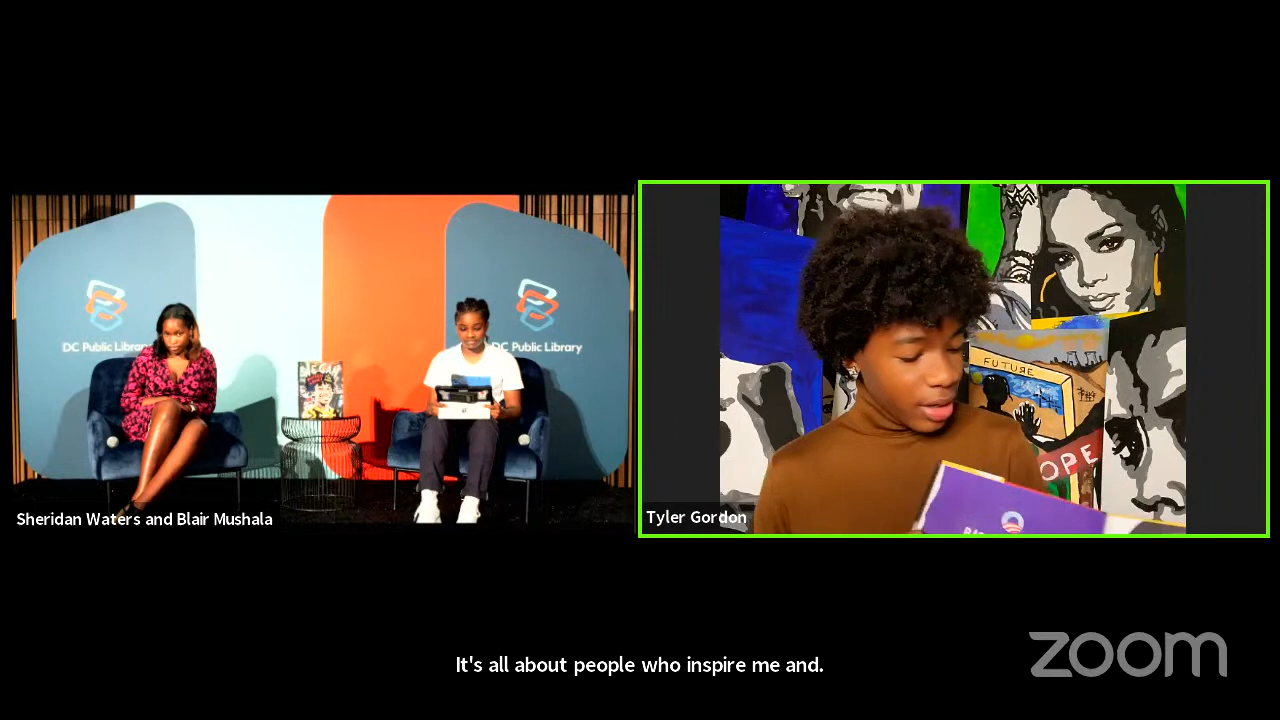 DC Public Library
DC Public Library
Sheridan Waters and Blair Mushala
FUTURE
OPE
Tyler Gordon
It's all about people who inspire me and.
zoom